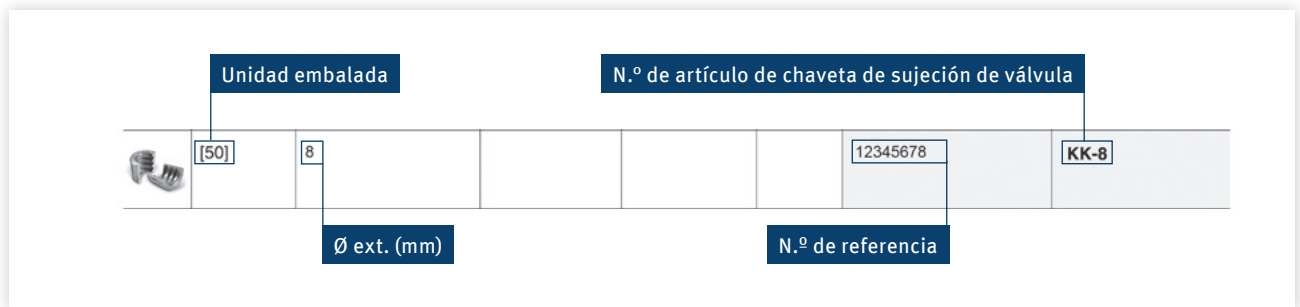 Unidad embalada
N.º de artículo de chaveta de sujeción de válvula
[50]
8
12345678
KK-8
Ø ext. (mm)
N.º de referencia